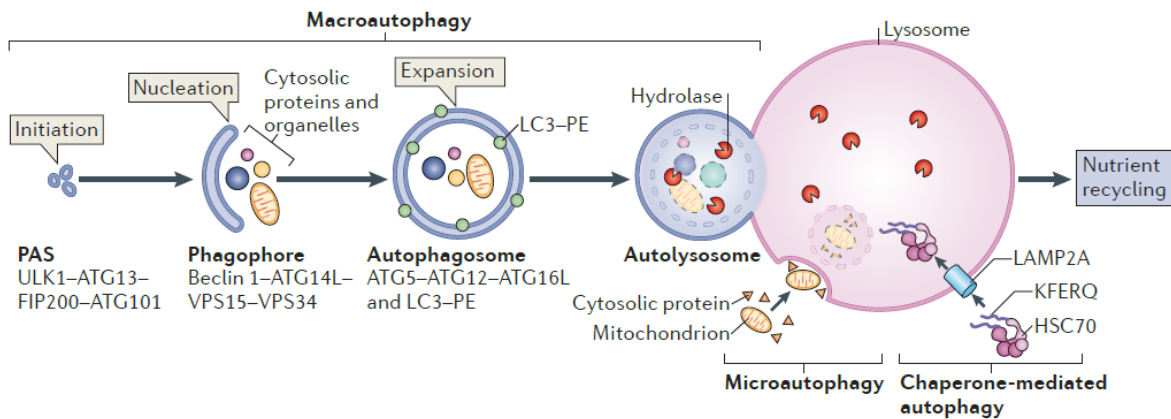 Macroautophagy
Lysosome
Nucleation
Cytosolic
proteins and
organelles
Expansion
Hydrolase
Initiation
LC3–PE
Nutrient
recycling
PAS
ULK1–ATG13–
FIP200–ATG101
Phagophore
Beclin 1–ATG14L–
VPS15–VPS34
Autophagosome
ATG5–ATG12–ATG16L
and LC3–PE
Autolysosome
Cytosolic protein
Mitochondrion
LAMP2A
KFERQ
HSC70
Microautophagy
Chaperone-mediated
autophagy